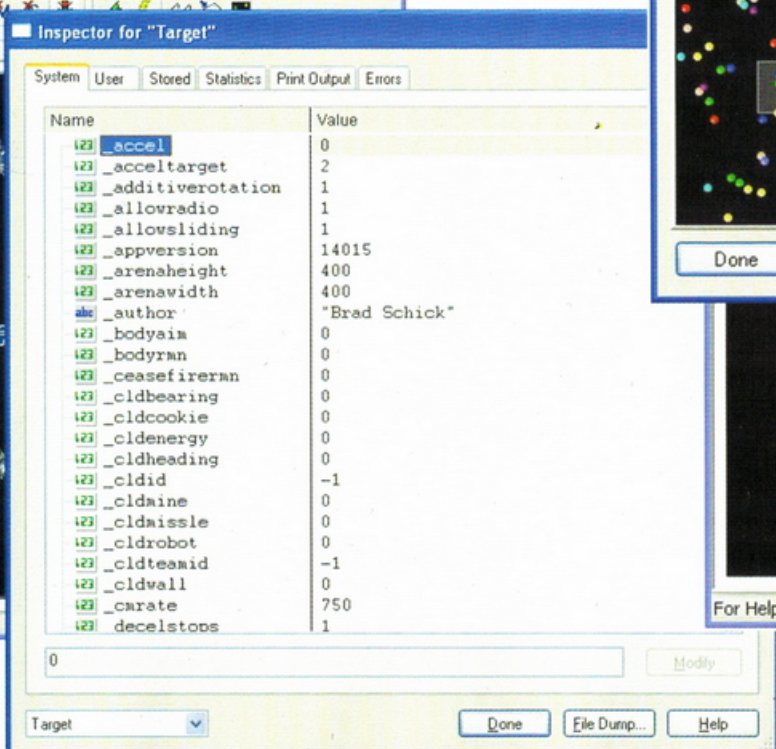 Inspector for "Target"
System User Stored Statistics Print Output Errors
Name Value
_accel 0
_acceltarget 2
_additiverotation 1
_allowradio 1
_allowsliding 1
_appversion 14015
_arenaheight 400
_arenawidth 400
_author "Brad Schick"
_bodyaim 0
_bodyrmn 0
_ceasefirermn 0
_cldbearing 0
_cldcookie 0
_cldenergy 0
_cldheading 0
_cldid -1
_cldmine 0
_cldmissle 0
_cldrobot 0
_cldteamid -1
_cldwall 0
_cmrate 750
_decelstops 1
0 Modify
Target Done File Dump... Help
Done
For Help